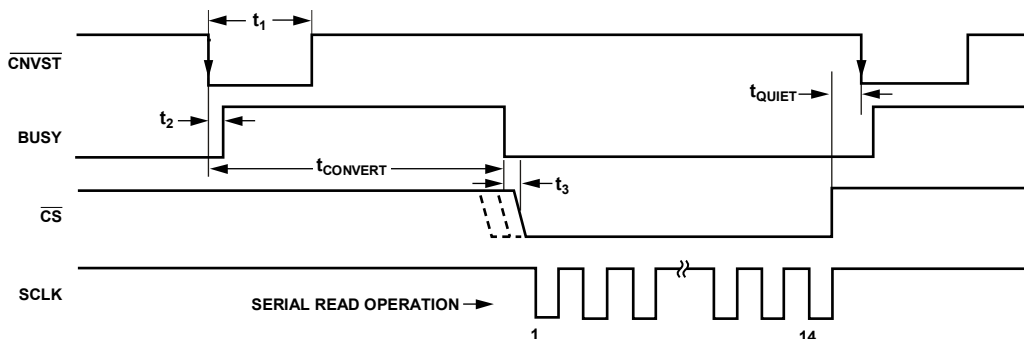 t1
CNVST
tQUIET
t2
BUSY
tCONVERT
t3
CS
SCLK
SERIAL READ OPERATION
1
14